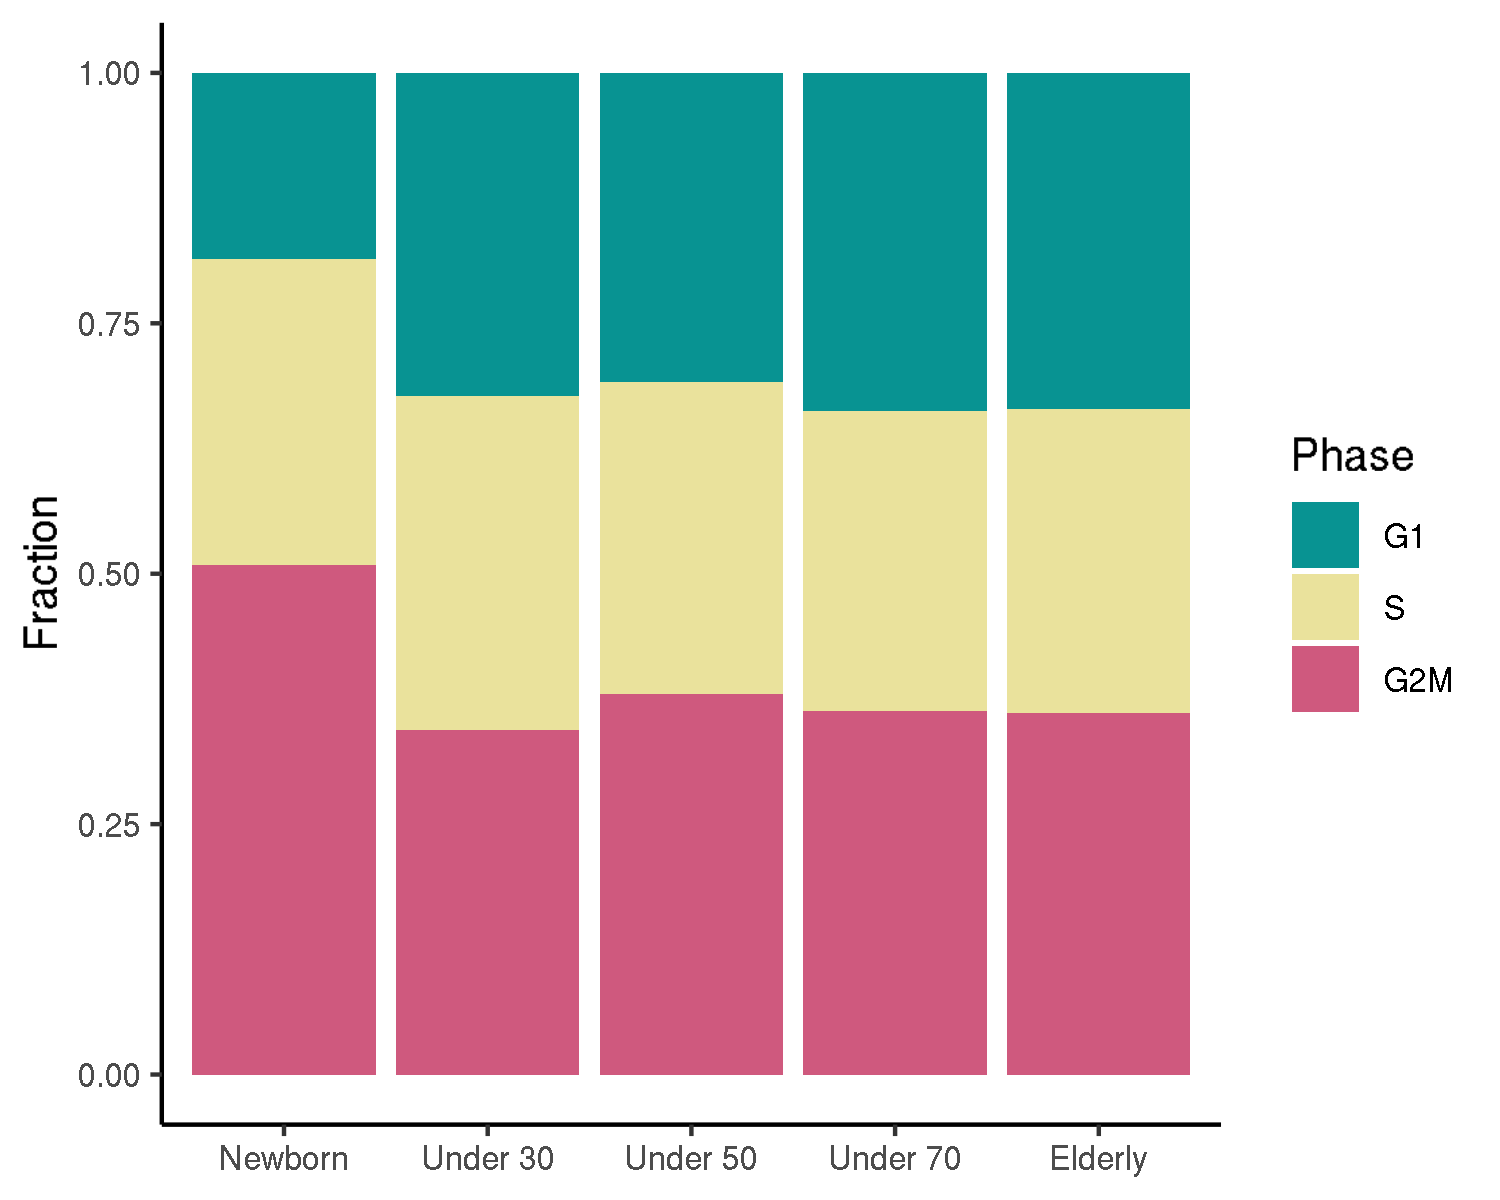 Fraction
1.00
0.75
0.50
0.25
0.00
Newborn
Under 30
Under 50
Under 70
Elderly
Phase
G1
S
G2M